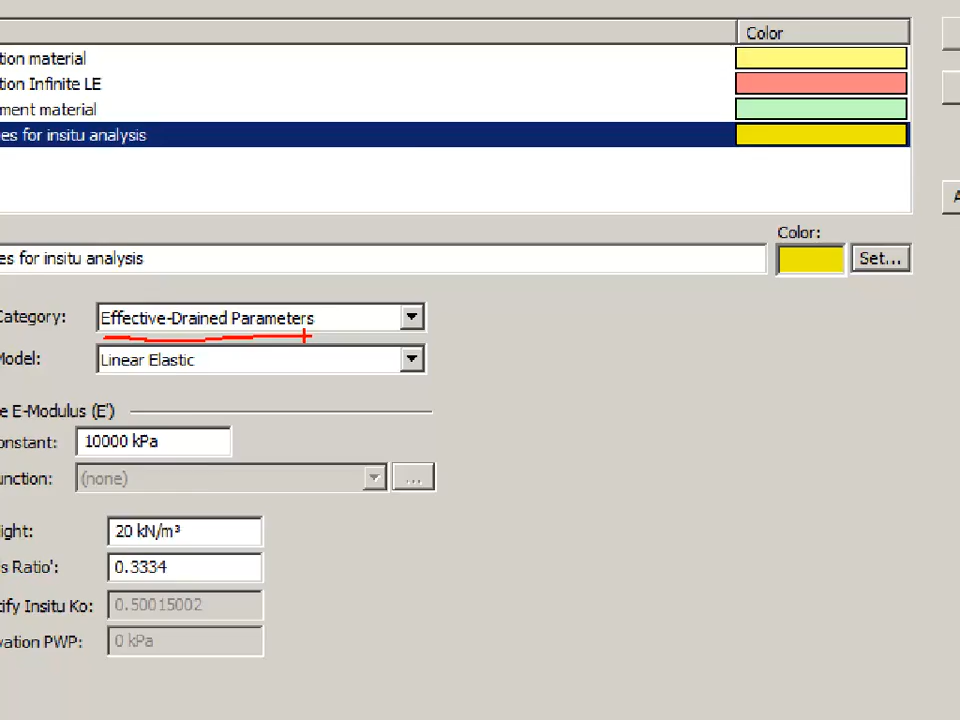 Color
tion material
tion Infinite LE
ment material
es for insitu analysis
Color:
es for insitu analysis
Set...
Category:
Effective-Drained Parameters
Model:
Linear Elastic
e E-Modulus (E')
onstant:
10000 kPa
unction:
(none)
...
ight:
20 kN/m³
s Ratio':
0.3334
ify Insitu Ko:
0.50015002
vation PWP:
0 kPa